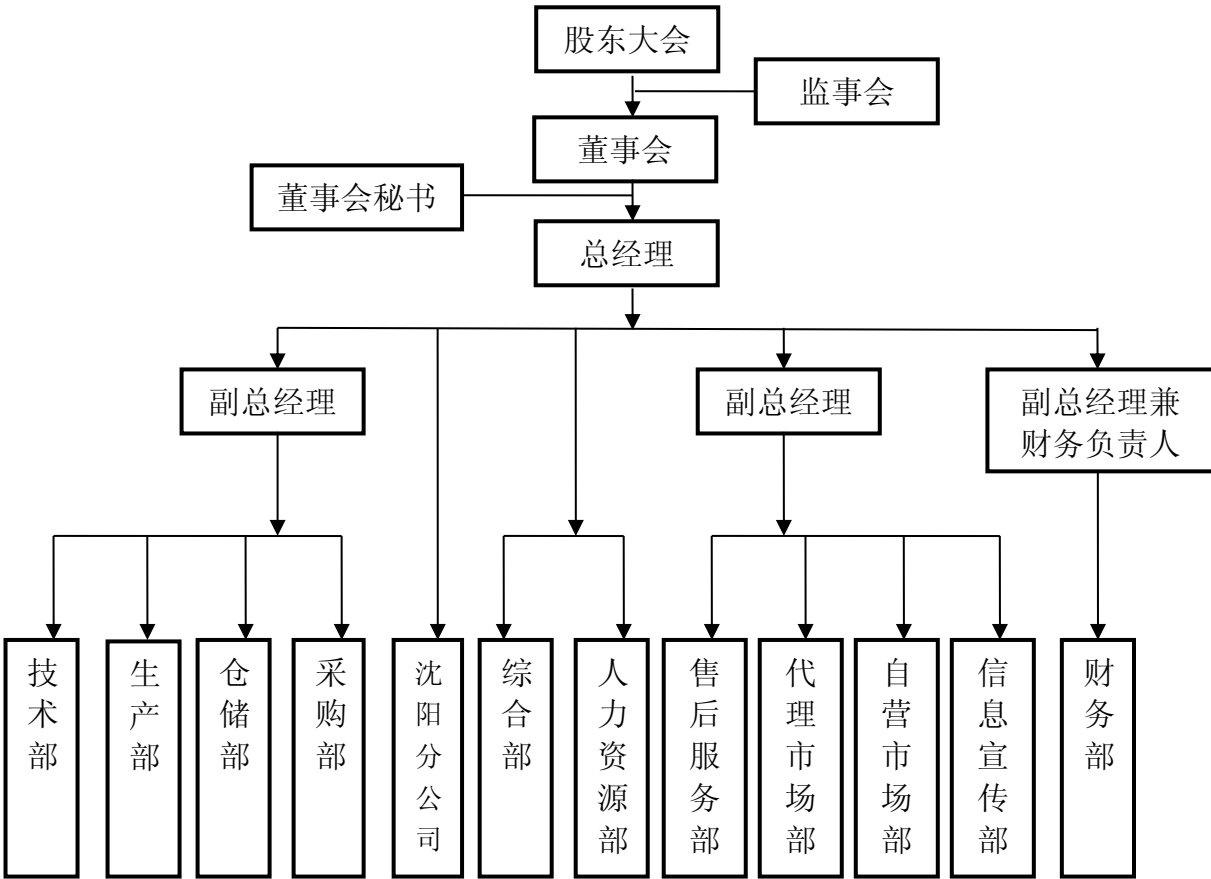 股东大会
监事会
董事会
董事会秘书
总经理
副总经理
副总经理
副总经理兼
财务负责人
技术部
生产部
仓储部
采购部
沈阳分公司
综合部
人力资源部
售后服务部
代理市场部
自营市场部
信息宣传部
财务部